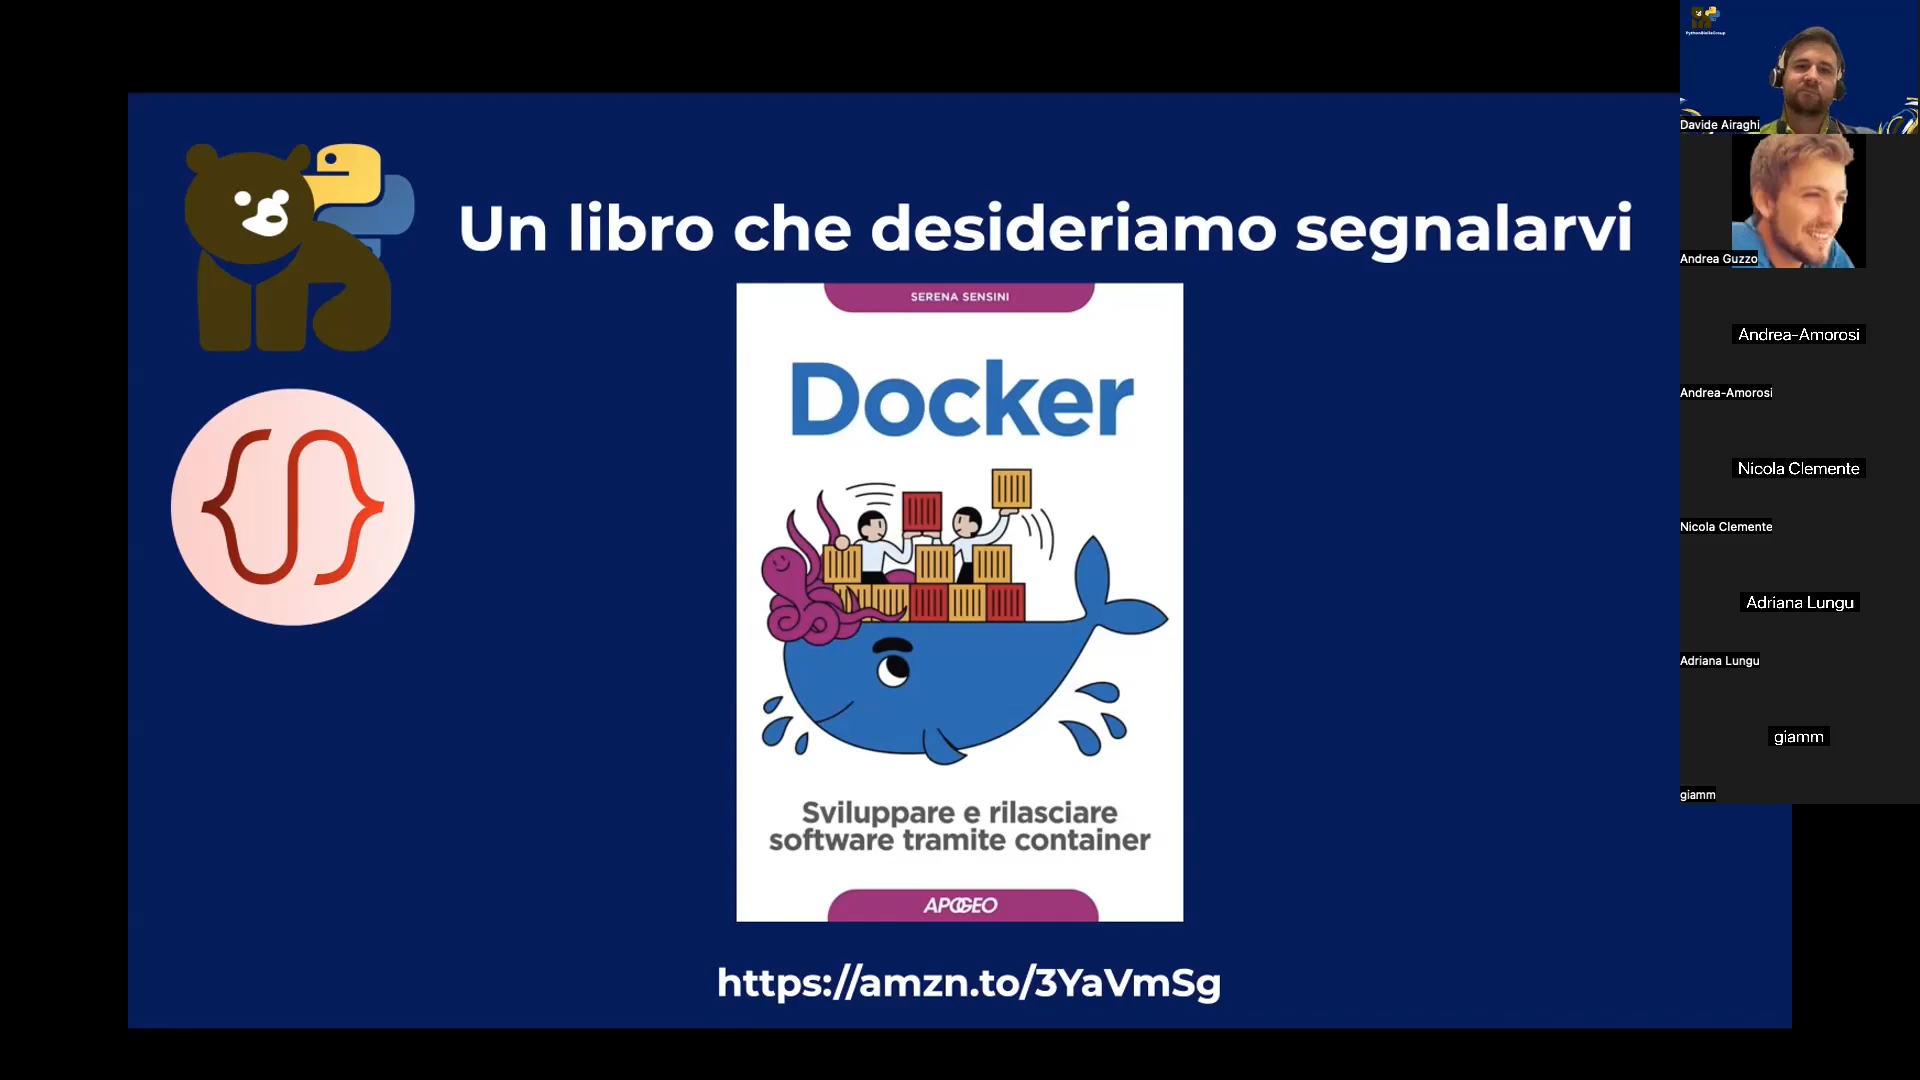 Un libro che desideriamo segnalarvi
SERENA SENSINI
Docker
Sviluppare e rilasciare
software tramite container
APOGEO
https://amzn.to/3YaVmSg
PythonBiellaGroup
Davide Airaghi
Andrea Guzzo
Andrea-Amorosi
Andrea-Amorosi
Nicola Clemente
Nicola Clemente
Adriana Lungu
Adriana Lungu
giamm
giamm